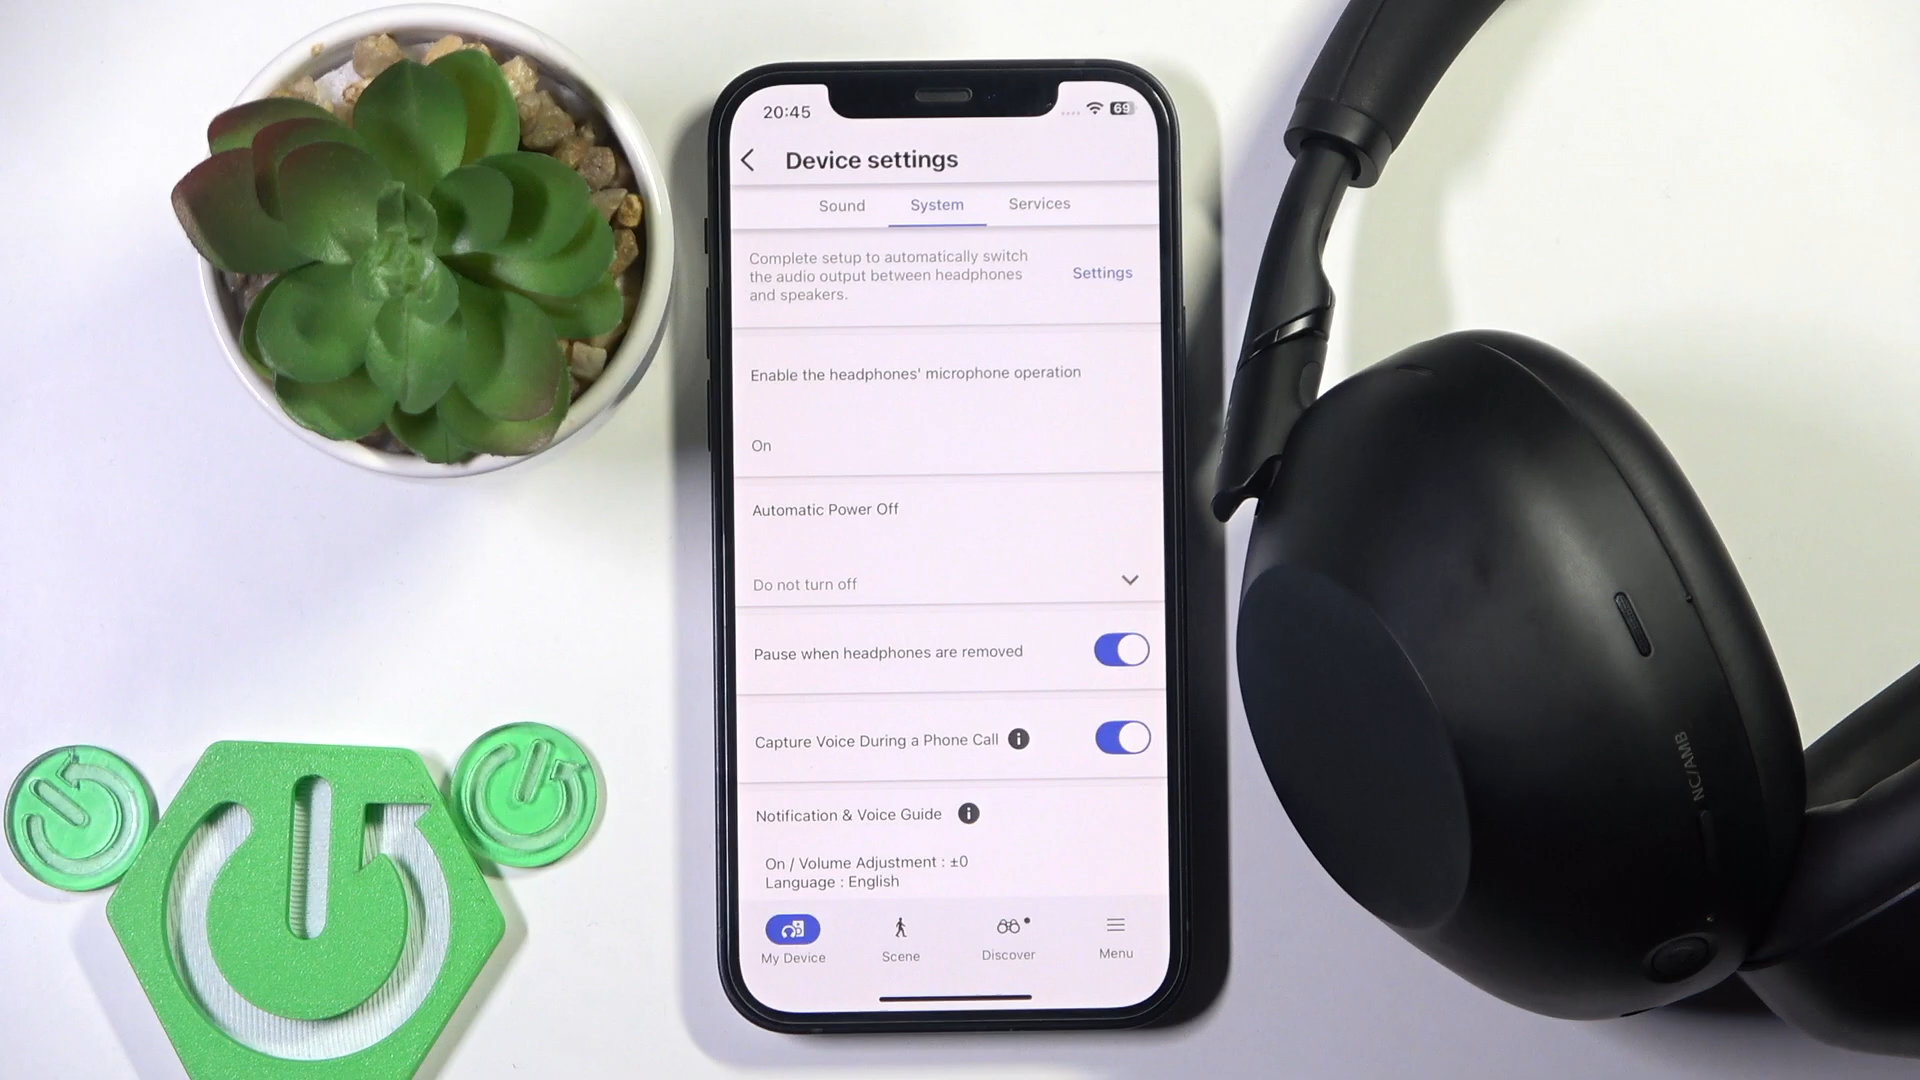 20:45
69
Device settings
Sound
System
Services
Complete setup to automatically switch
the audio output between headphones
and speakers.
Settings
Enable the headphones' microphone operation
On
Automatic Power Off
Do not turn off
Pause when headphones are removed
Capture Voice During a Phone Call
Notification & Voice Guide
On / Volume Adjustment : ±0
Language : English
My Device
Scene
Discover
Menu
NC/AMB